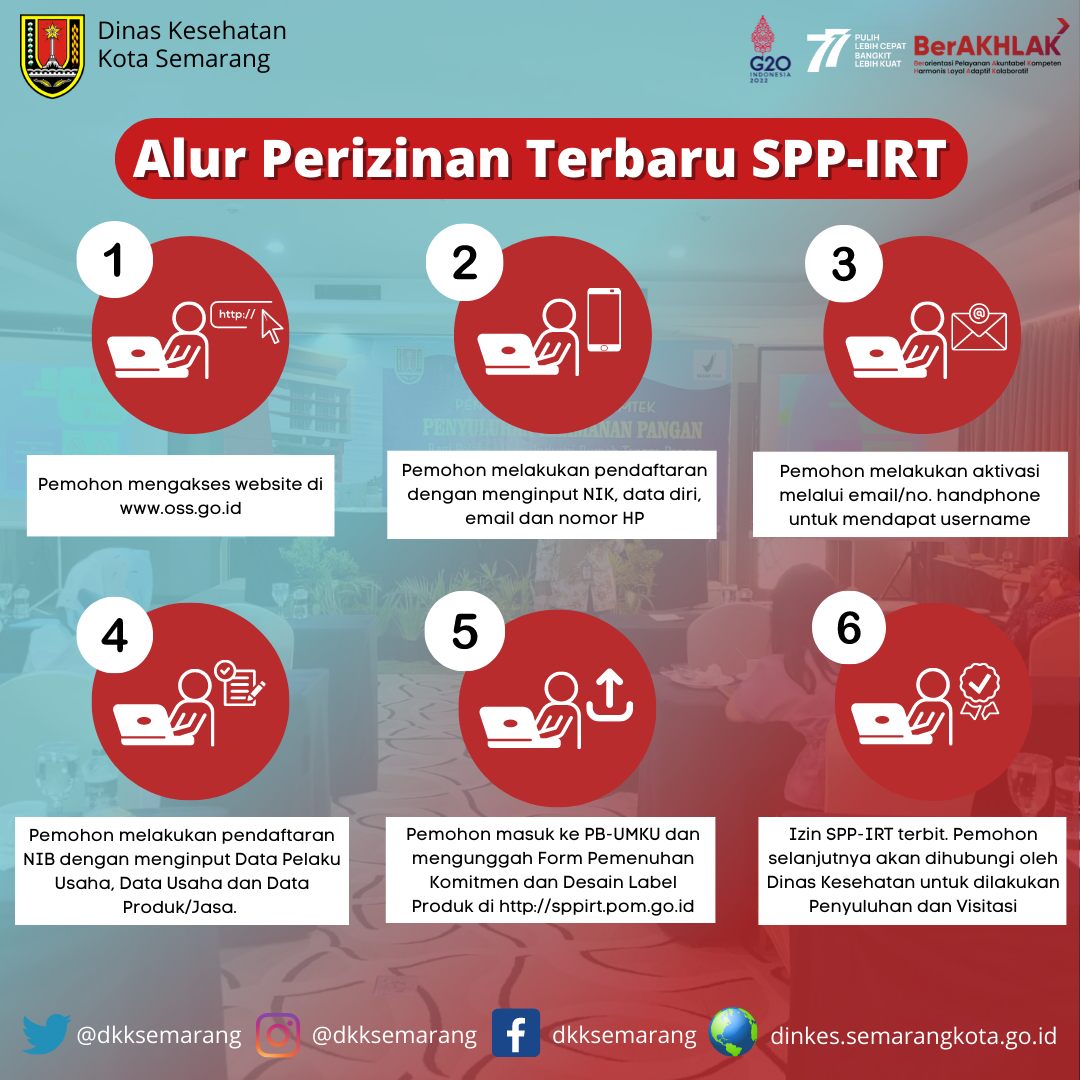 Dinas Kesehatan
Kota Semarang
G20
INDONESIA
2022
77
PULIH
LEBIH CEPAT
BANGKIT
LEBIH KUAT
BerAKHLAK
Berorientasi Pelayanan Akuntabel Kompeten
Harmonis Loyal Adaptif Kolaboratif
Alur Perizinan Terbaru SPP-IRT
1
http://
Pemohon mengakses website di
www.oss.go.id
2
Pemohon melakukan pendaftaran
dengan menginput NIK, data diri,
email dan nomor HP
3
@
Pemohon melakukan aktivasi
melalui email/no. handphone
untuk mendapat username
4
Pemohon melakukan pendaftaran
NIB dengan menginput Data Pelaku
Usaha, Data Usaha dan Data
Produk/Jasa.
5
Pemohon masuk ke PB-UMKU dan
mengunggah Form Pemenuhan
Komitmen dan Desain Label
Produk di http://sppirt.pom.go.id
6
Izin SPP-IRT terbit. Pemohon
selanjutnya akan dihubungi oleh
Dinas Kesehatan untuk dilakukan
Penyuluhan dan Visitasi
PANGAN
@dkksemarang
@dkksemarang
dkksemarang
dinkes.semarangkota.go.id